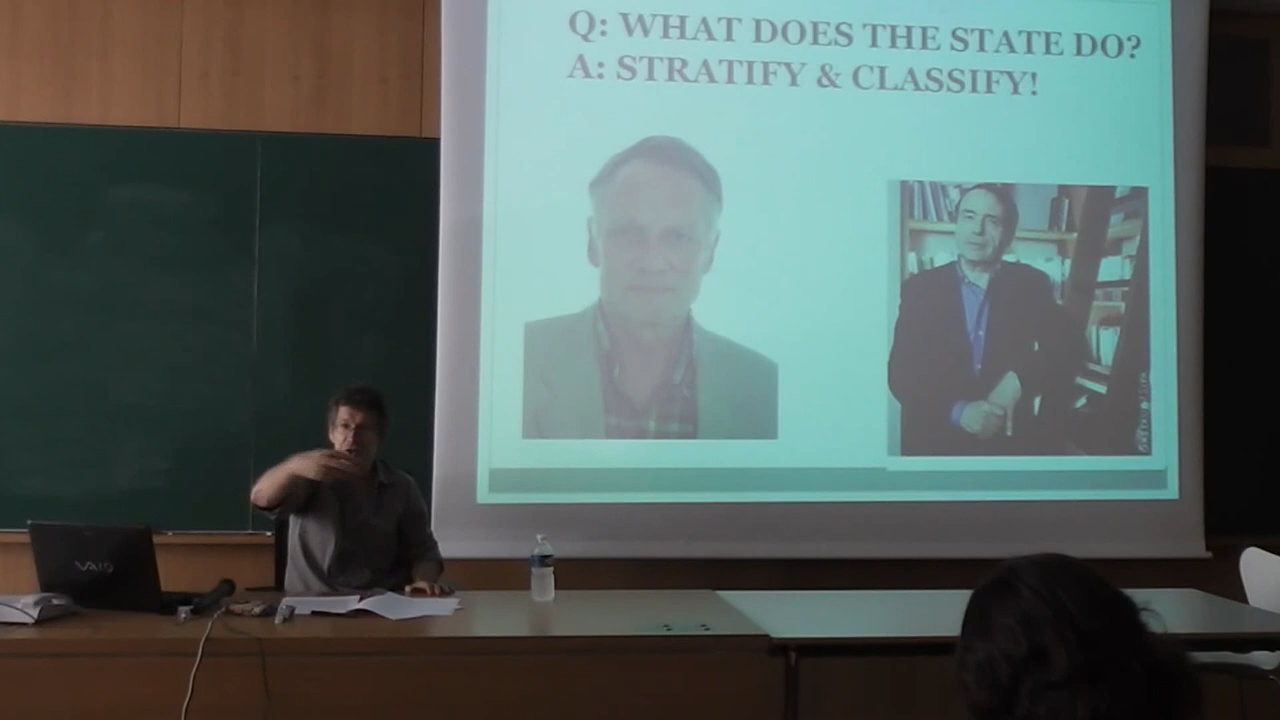 Q: WHAT DOES THE STATE DO?
A: STRATIFY & CLASSIFY!
VAIO